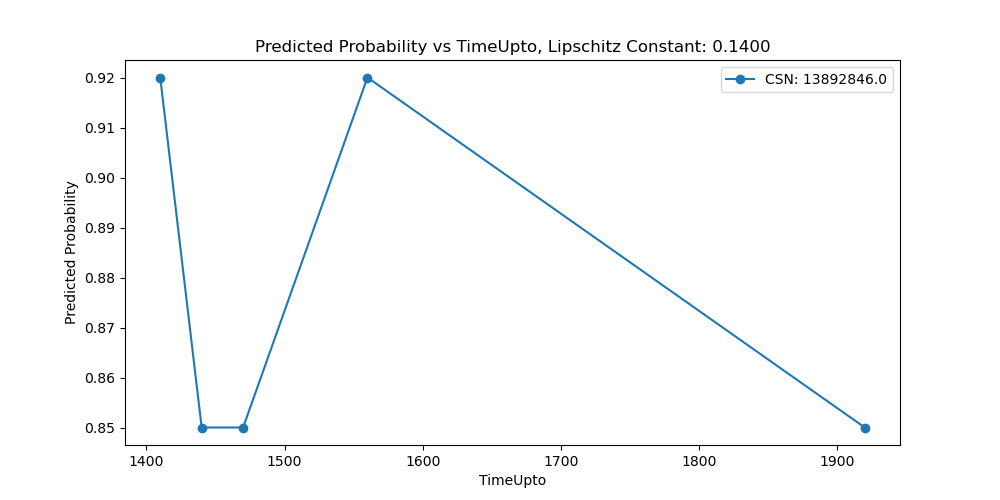 Predicted Probability vs TimeUpto, Lipschitz Constant: 0.1400
CSN: 13892846.0
0.92
0.91
0.90
0.89
0.88
0.87
0.86
0.85
Predicted Probability
1400 1500 1600 1700 1800 1900
TimeUpto